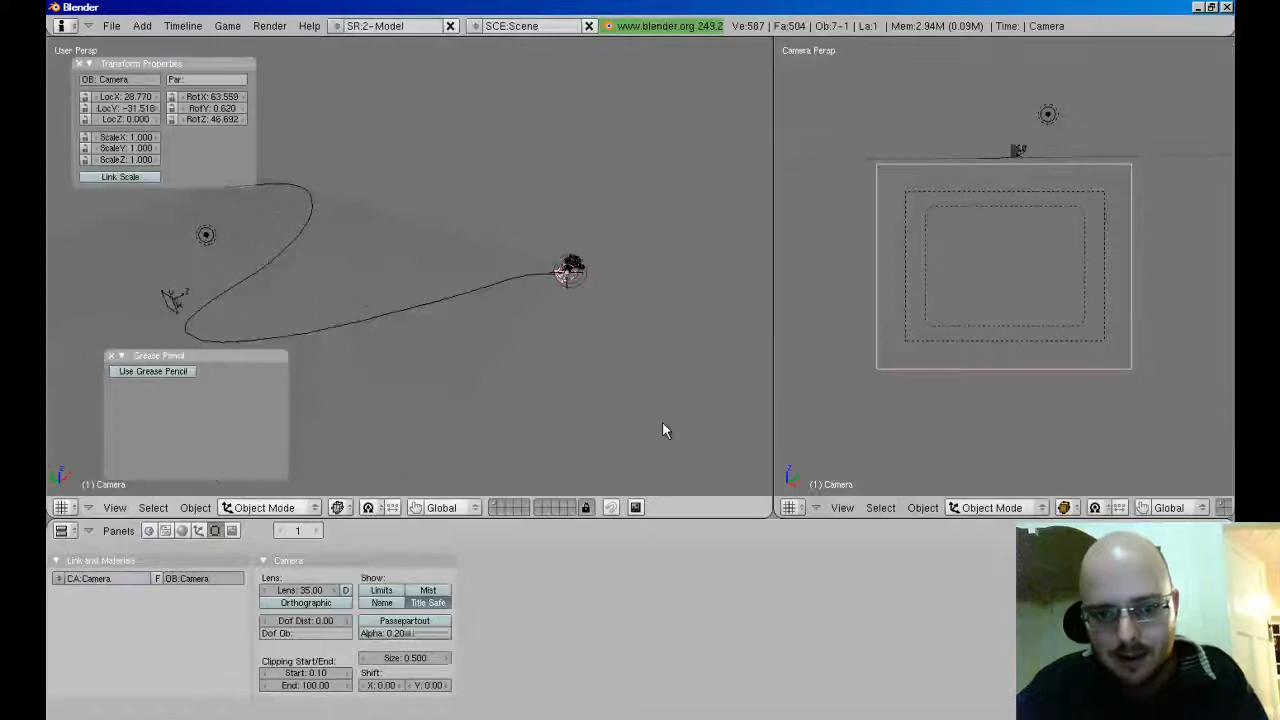 Blender
File Add Timeline Game Render Help SR:2-Model SCE:Scene www.blender.org 249.2 Ve:587 | Fa:504 | Ob:7-1 | La:1 | Mem:2.94M (0.09M) | Time: | Camera
User Persp
Transform Properties
OB: Camera Par:
LocX: 28.770 RotX: 63.559
LocY: -31.518 RotY: 0.620
LocZ: 0.000 RotZ: 46.692
ScaleX: 1.000
ScaleY: 1.000
ScaleZ: 1.000
Link Scale
Grease Pencil
Use Grease Pencil
(1) Camera
View Select Object Object Mode Global
Camera Persp
(1) Camera
View Select Object Object Mode Global
Panels 1
Link and Materials
CA:Camera F OB:Camera
Camera
Lens: Show:
Lens: 35.00 D Limits Mist
Orthographic Name Title Safe
Dof Dist: 0.00 Passepartout
Dof Ob: Alpha: 0.20
Clipping Start/End: Size: 0.500
Start: 0.10 Shift:
End: 100.00 X: 0.00 Y: 0.00